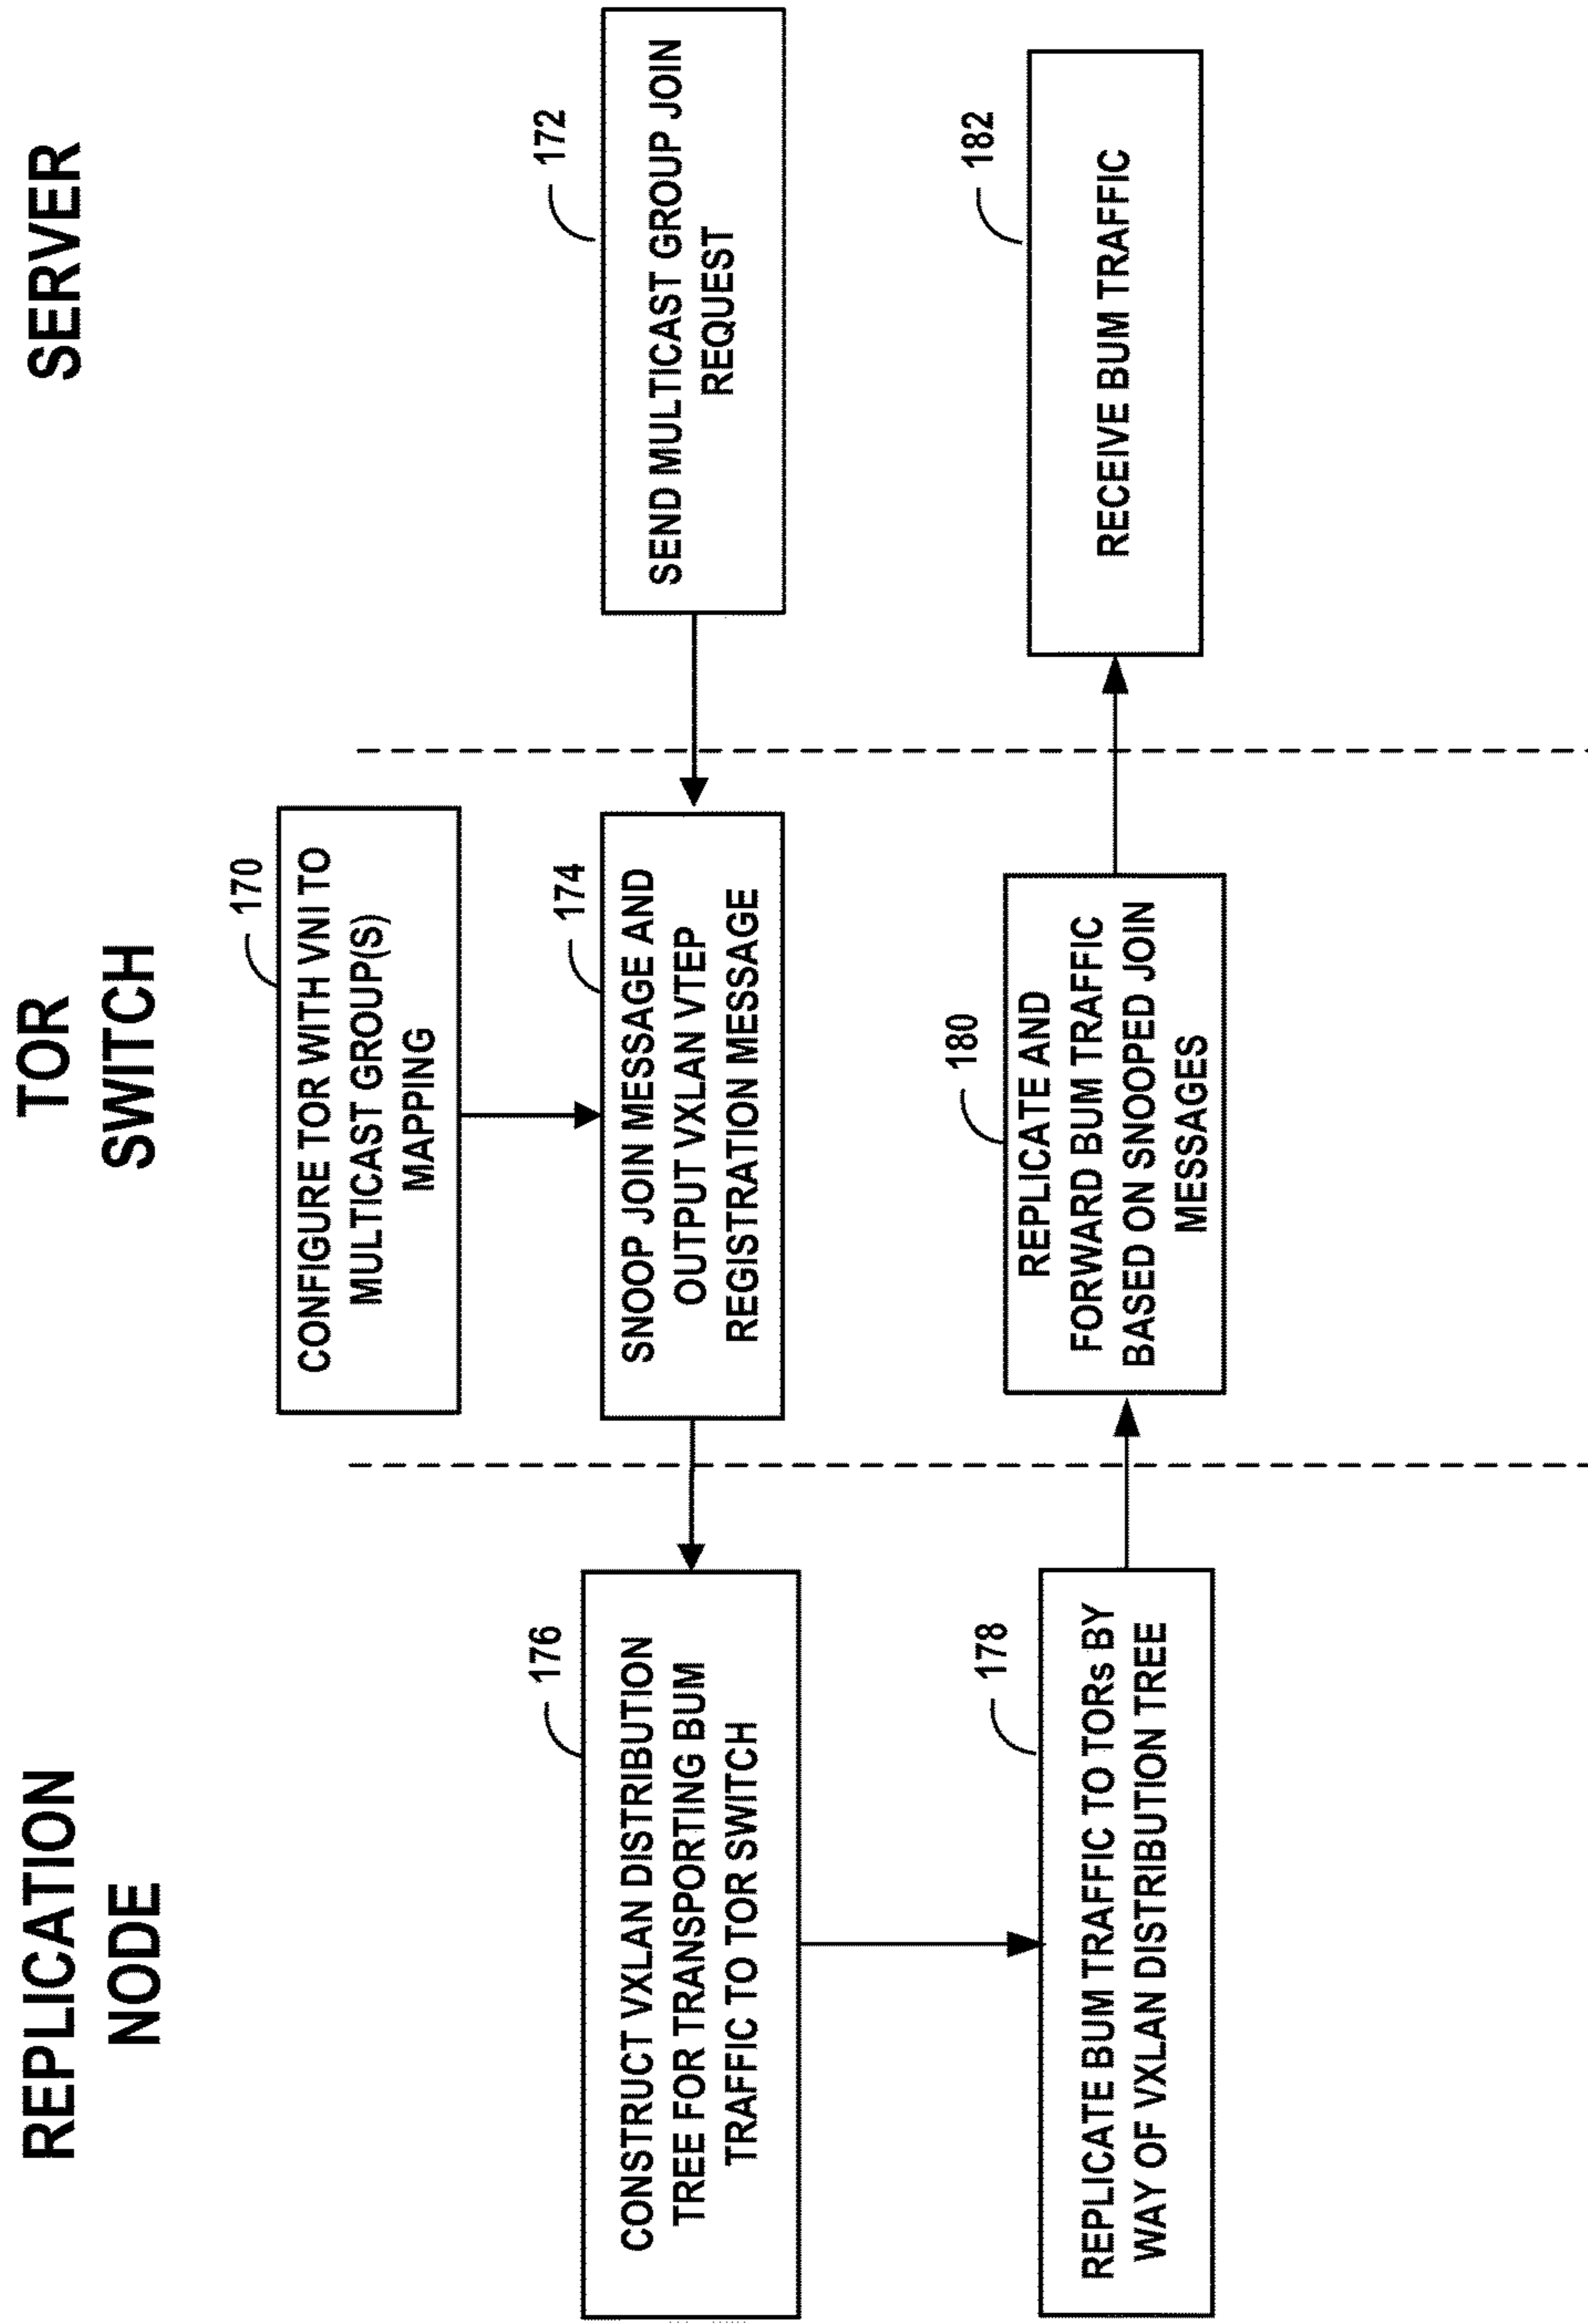 REPLICATION
NODE
TOR
SWITCH
SERVER
170
CONFIGURE TOR WITH VNI TO
MULTICAST GROUP(S)
MAPPING
172
SEND MULTICAST GROUP JOIN
REQUEST
174
SNOOP JOIN MESSAGE AND
OUTPUT VXLAN VTEP
REGISTRATION MESSAGE
176
CONSTRUCT VXLAN DISTRIBUTION
TREE FOR TRANSPORTING BUM
TRAFFIC TO TOR SWITCH
178
REPLICATE BUM TRAFFIC TO TORs BY
WAY OF VXLAN DISTRIBUTION TREE
180
REPLICATE AND
FORWARD BUM TRAFFIC
BASED ON SNOOPED JOIN
MESSAGES
182
RECEIVE BUM TRAFFIC